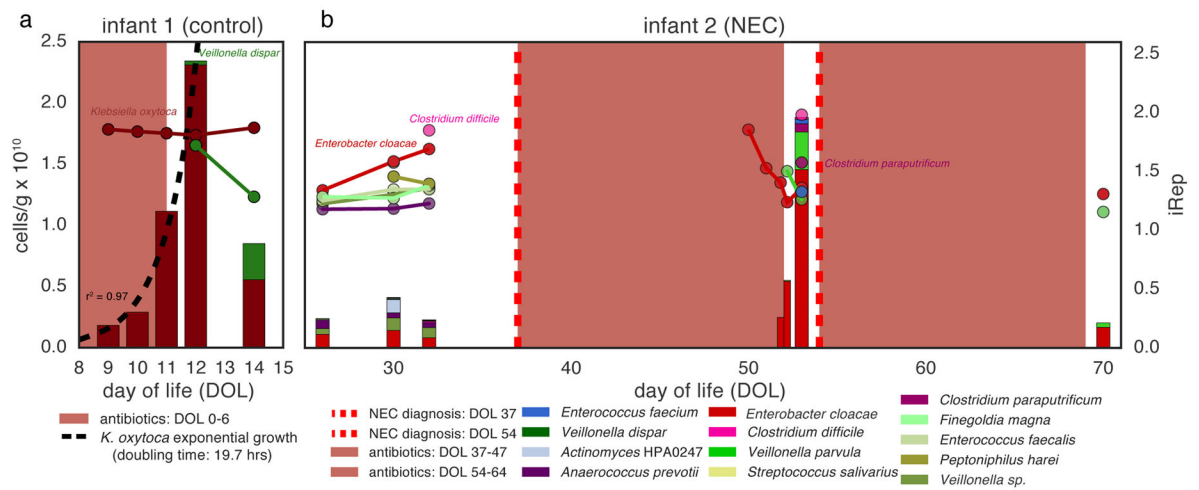 a
infant 1 (control)
b
infant 2 (NEC)
cells/g x 10¹⁰
2.5
2.0
1.5
1.0
0.5
0.0
Veillonella dispar
Klebsiella oxytoca
r² = 0.97
8 9 10 11 12 13 14 15
day of life (DOL)
Clostridium difficile
Enterobacter cloacae
Clostridium paraputrificum
30 40 50 60 70
day of life (DOL)
day of life (DOL)
2.5
2.0
1.5
1.0
0.5
0.0
iRep
antibiotics: DOL 0-6
K. oxytoca exponential growth
(doubling time: 19.7 hrs)
NEC diagnosis: DOL 37
NEC diagnosis: DOL 54
antibiotics: DOL 37-47
antibiotics: DOL 54-64
Enterococcus faecium
Veillonella dispar
Actinomyces HPA0247
Anaerococcus prevotii
Enterobacter cloacae
Clostridium difficile
Veillonella parvula
Streptococcus salivarius
Clostridium paraputrificum
Finegoldia magna
Enterococcus faecalis
Peptoniphilus harei
Veillonella sp.